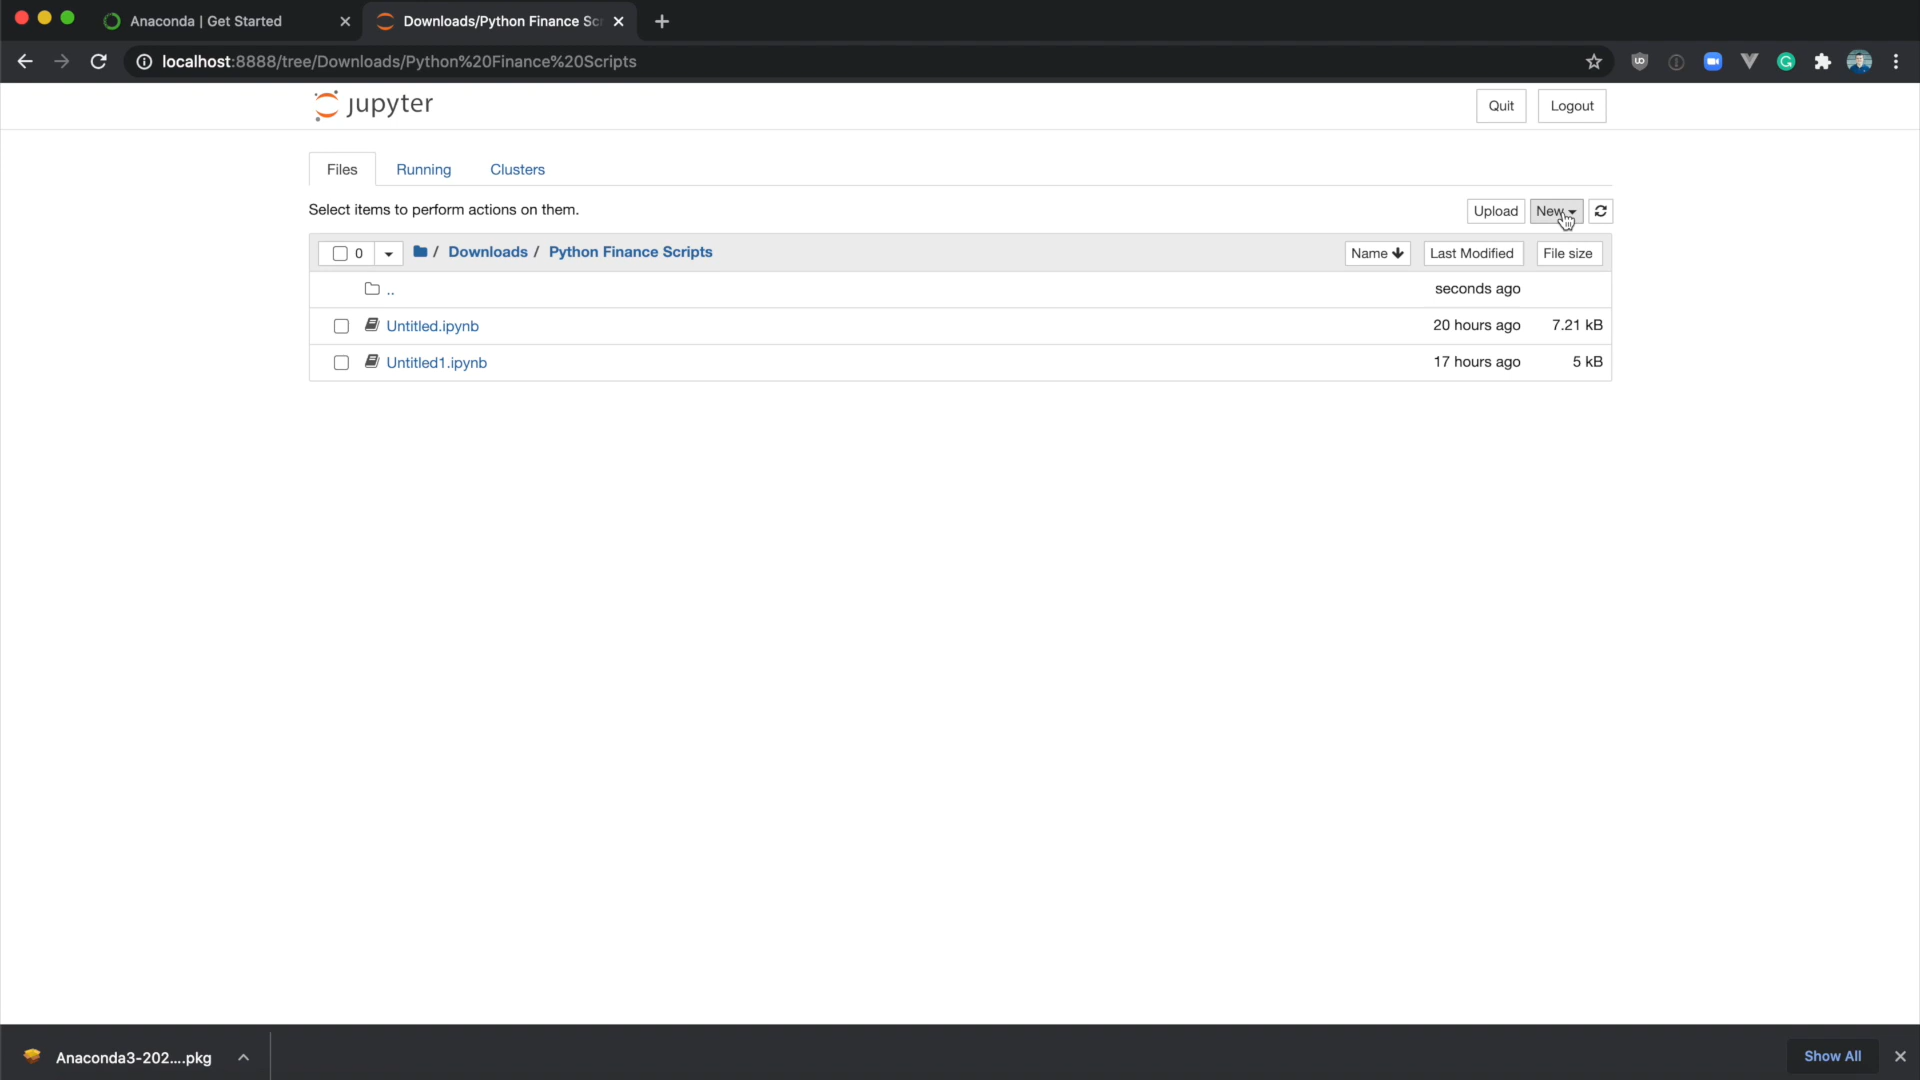 Anaconda | Get Started
Downloads/Python Finance Sc
localhost:8888/tree/Downloads/Python%20Finance%20Scripts
jupyter
Quit
Logout
Files
Running
Clusters
Select items to perform actions on them.
Upload
New
0
/ Downloads / Python Finance Scripts
Name
Last Modified
File size
..
seconds ago
Untitled.ipynb
20 hours ago
7.21 kB
Untitled1.ipynb
17 hours ago
5 kB
Anaconda3-202....pkg
Show All